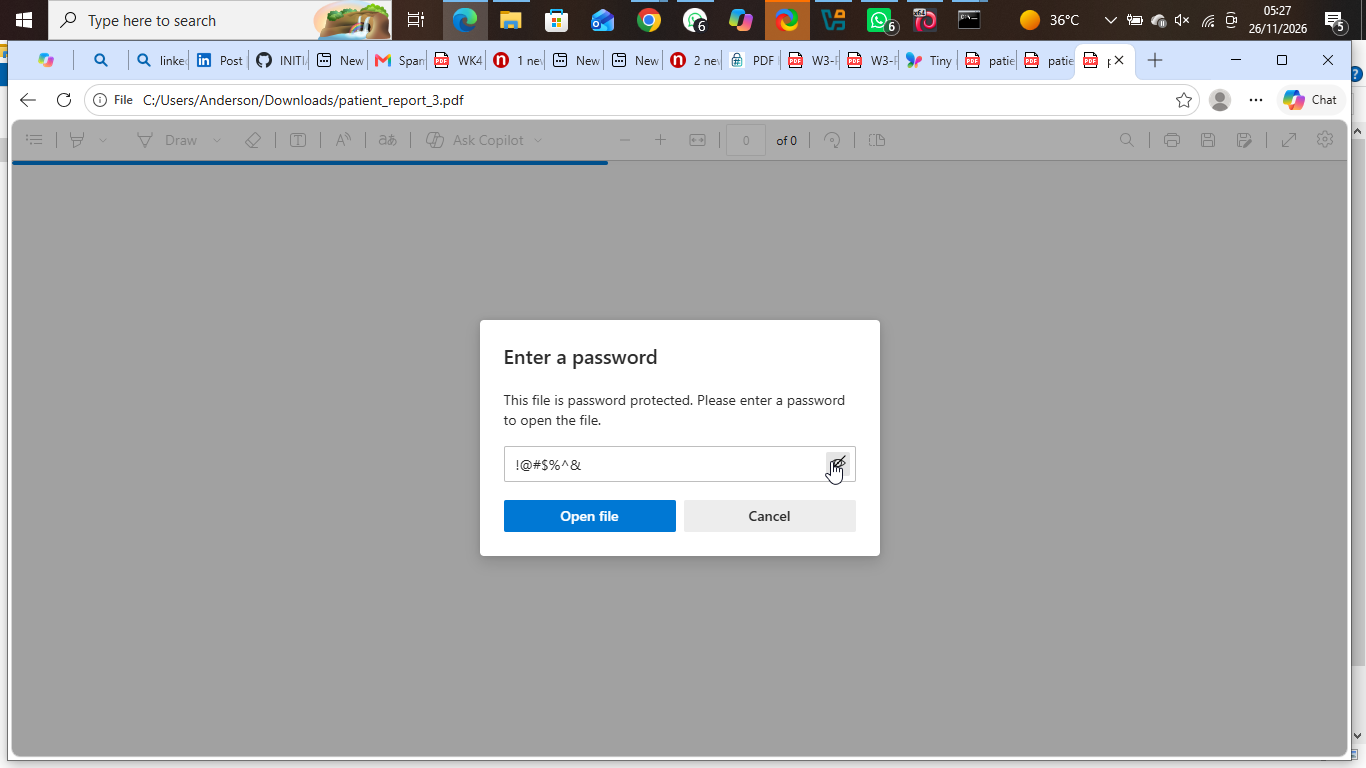 Type here to search
6
6
36°C
05:27
26/11/2026
5
linke
Post
INITI
New
Spar
WK4
1 nev
New
New
2 nev
PDF
W3-F
W3-F
Tiny
patie
patie
p
File C:/Users/Anderson/Downloads/patient_report_3.pdf
Chat
Draw
Ask Copilot
0 of 0
Enter a password
This file is password protected. Please enter a password
to open the file.
!@#$%^&
Open file Cancel